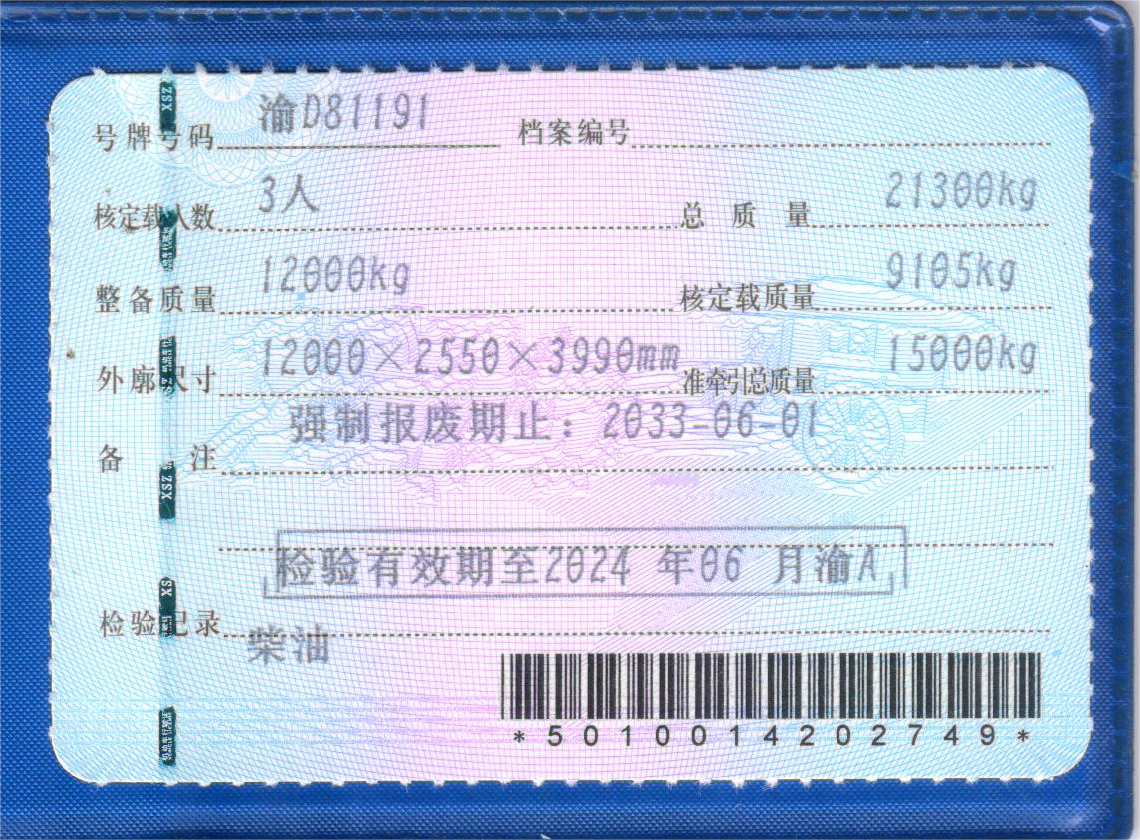 号牌号码 渝D81191 档案编号
核定载人数 3人 总质量 21300kg
整备质量 12000kg 核定载质量 9105kg
外廓尺寸 12000×2550×3990mm 准牵引总质量 15000kg
备注 强制报废期止：2033-06-01
检验有效期至2024 年06 月渝A
检验记录
柴油
*5010014202749*
XSZ
XSZ